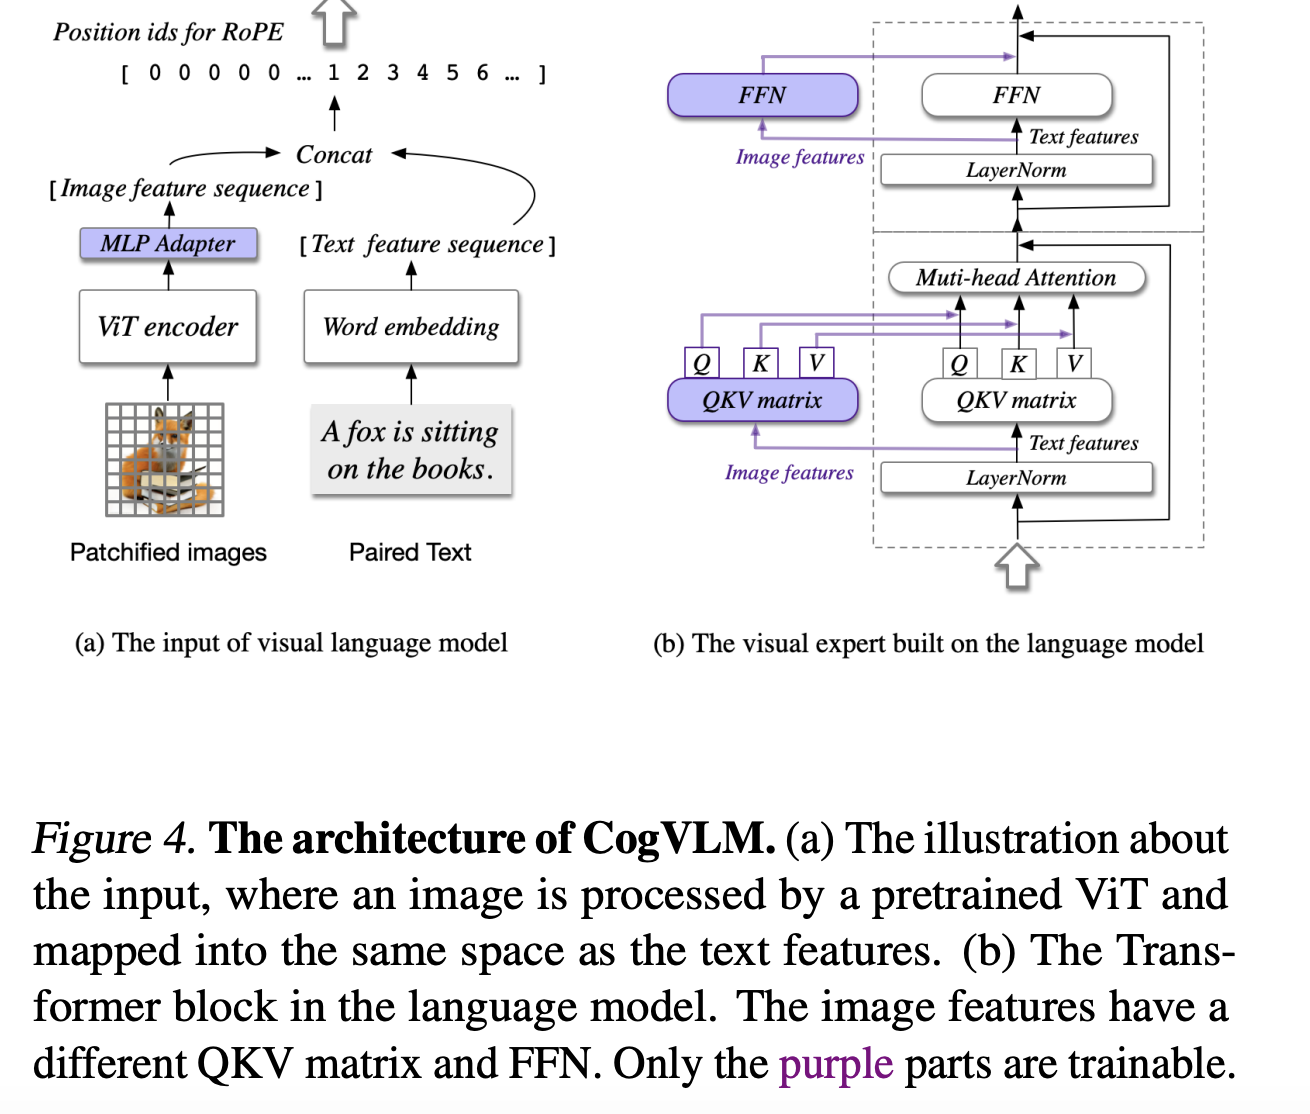 Position ids for RoPE
[ 0 0 0 0 0 ... 1 2 3 4 5 6 ... ]
Concat
[Image feature sequence]
MLP Adapter
[Text feature sequence]
ViT encoder
Word embedding
A fox is sitting
on the books.
Patchified images
Paired Text
(a) The input of visual language model
FFN
FFN
Text features
Image features
LayerNorm
Muti-head Attention
Q K V
Q K V
QKV matrix
QKV matrix
Text features
Image features
LayerNorm
(b) The visual expert built on the language model
Figure 4. The architecture of CogVLM. (a) The illustration about
the input, where an image is processed by a pretrained ViT and
mapped into the same space as the text features. (b) The Trans-
former block in the language model. The image features have a
different QKV matrix and FFN. Only the purple parts are trainable.